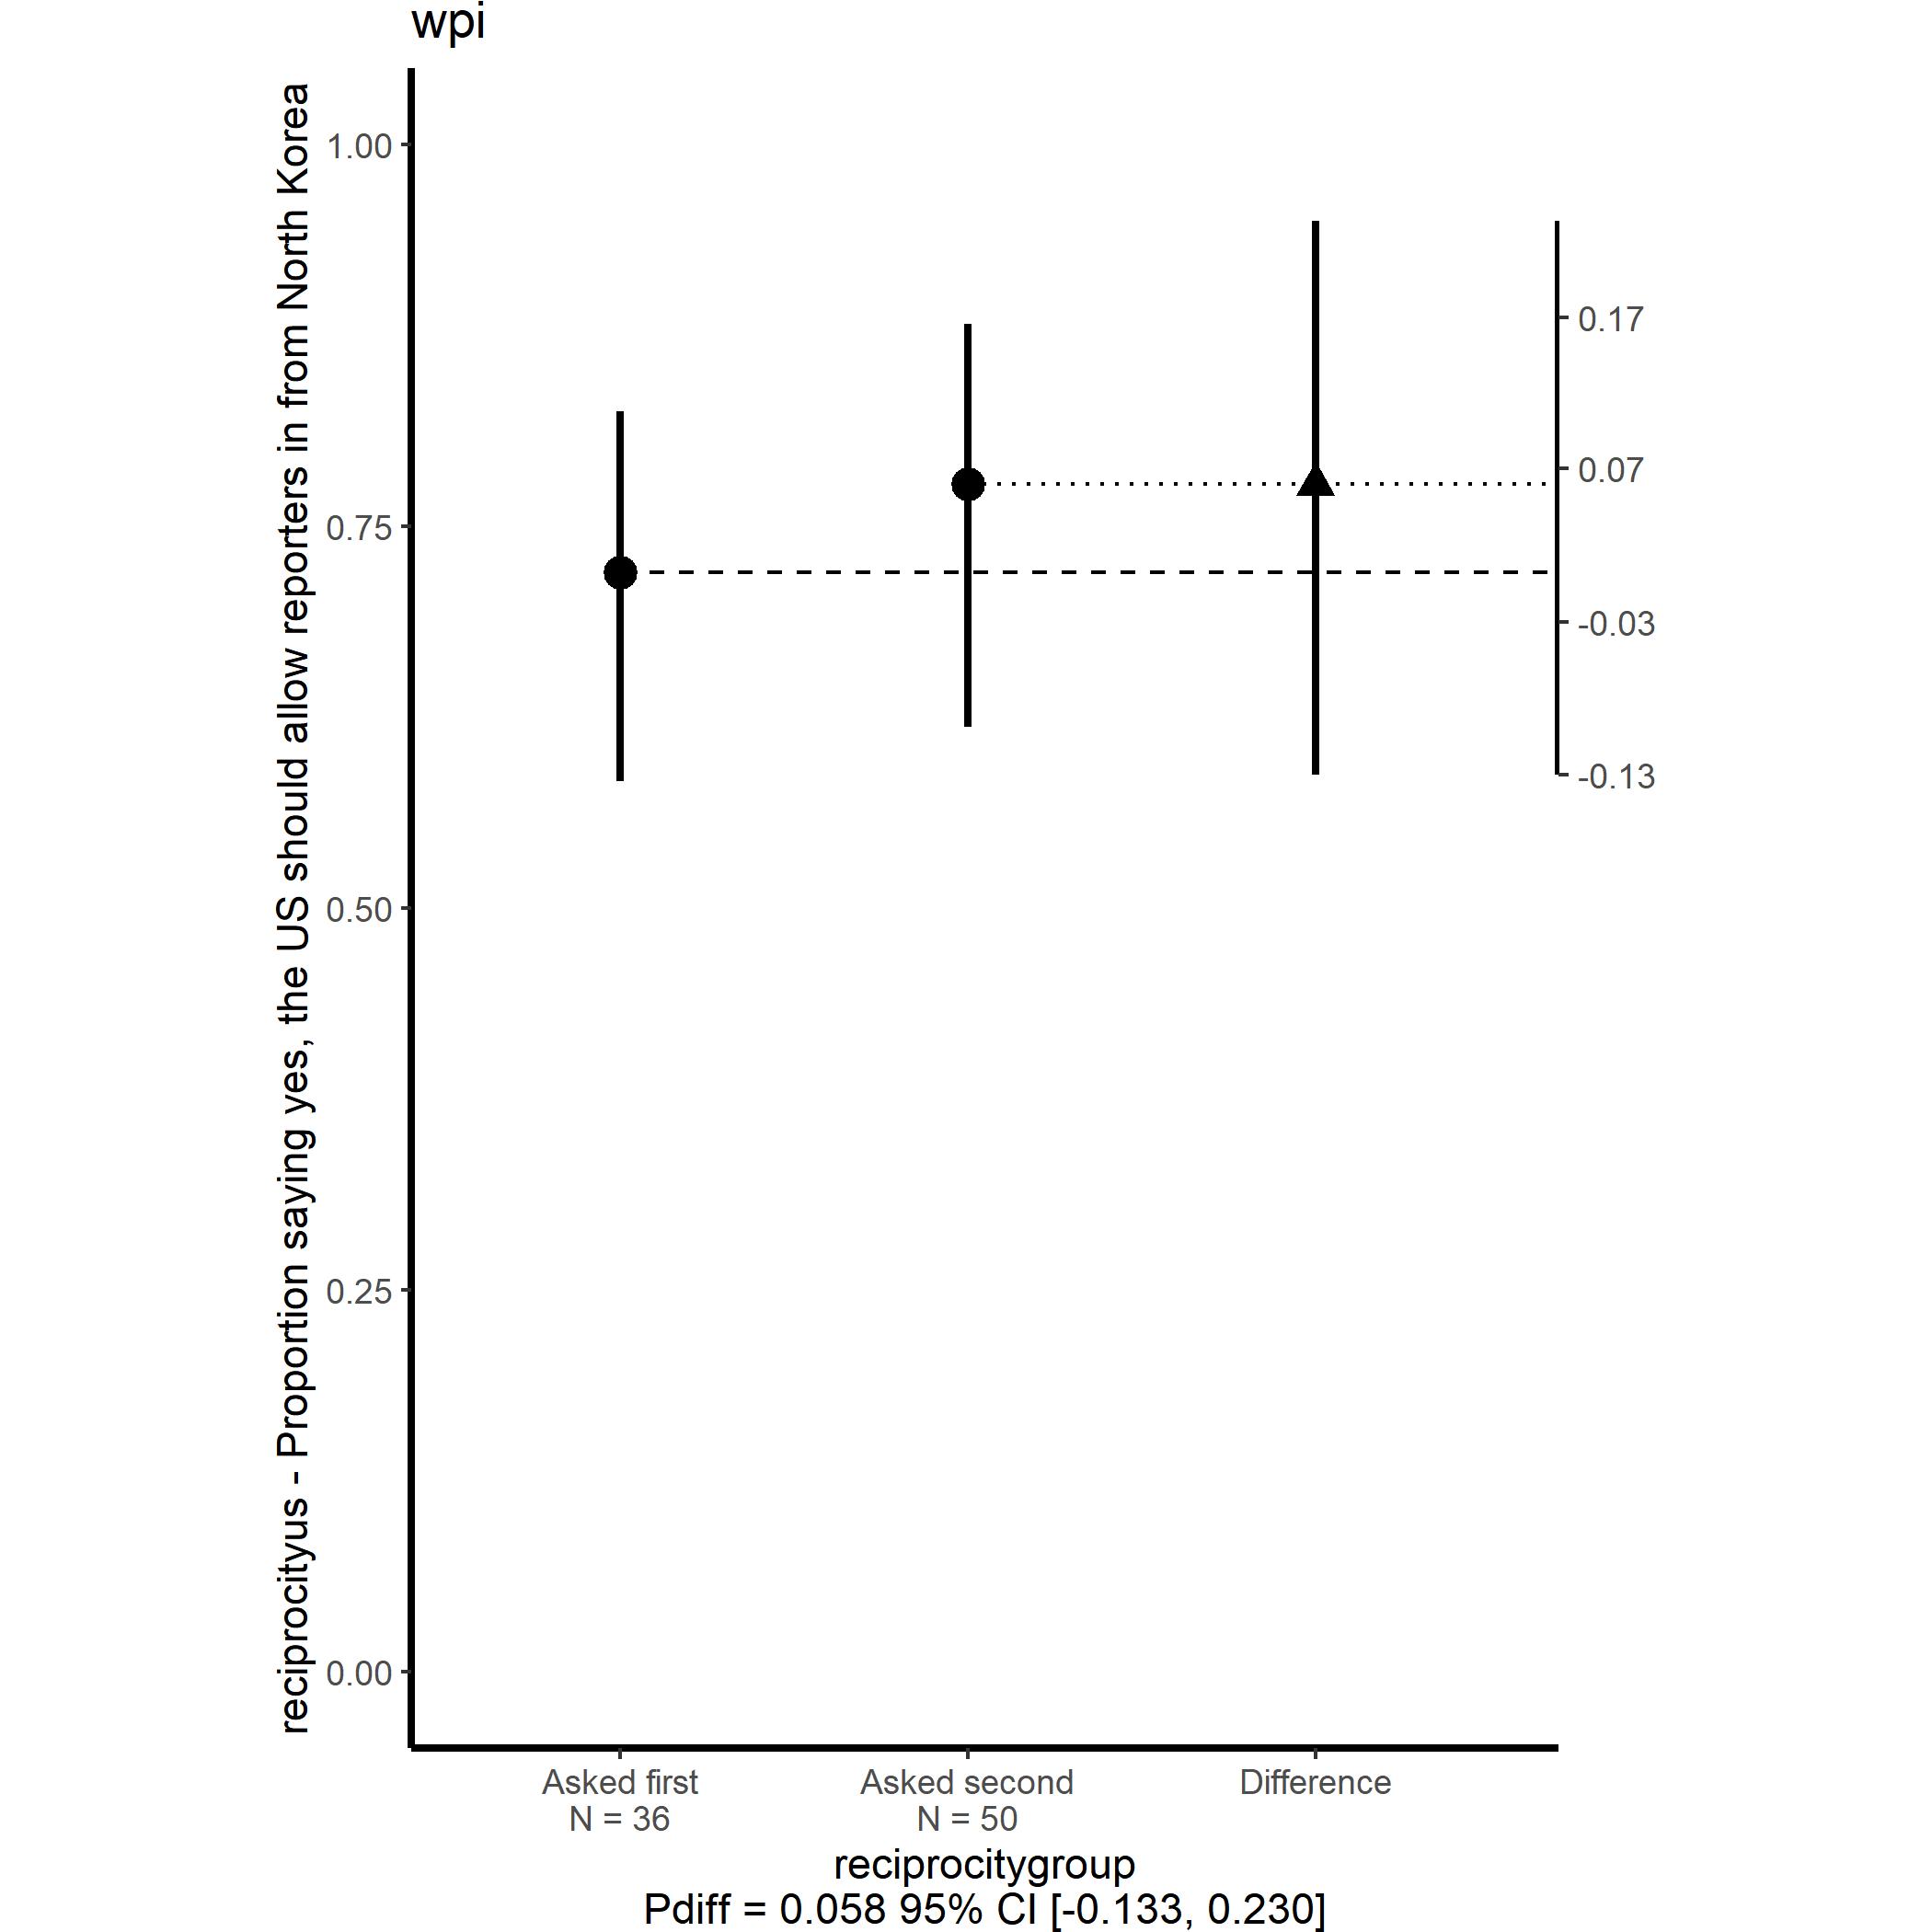 wpi
reciprocityus - Proportion saying yes, the US should allow reporters in from North Korea
1.00
0.75
0.50
0.25
0.00
0.17
0.07
-0.03
-0.13
Asked first
N = 36
Asked second
N = 50
Difference
reciprocitygroup
Pdiff = 0.058 95% CI [-0.133, 0.230]